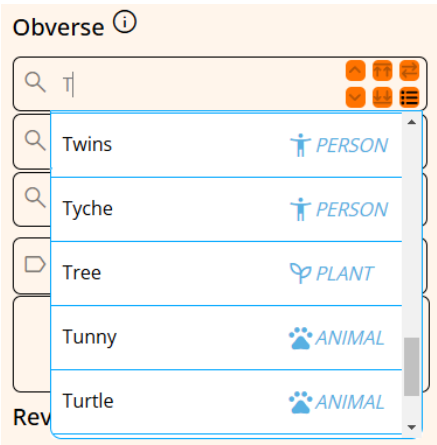 Obverse
T
Twins PERSON
Tyche PERSON
Tree PLANT
Tunny ANIMAL
Turtle ANIMAL
Rev